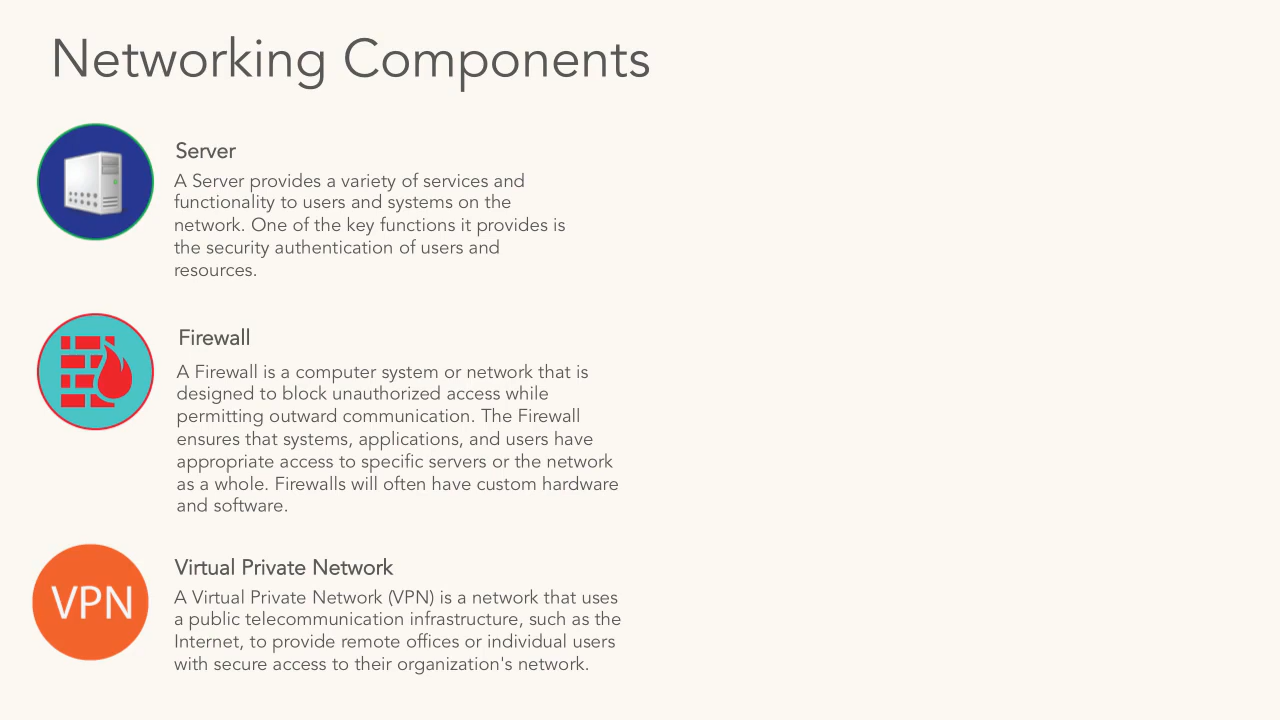 Networking Components
Server
A Server provides a variety of services and
functionality to users and systems on the
network. One of the key functions it provides is
the security authentication of users and
resources.
Firewall
A Firewall is a computer system or network that is
designed to block unauthorized access while
permitting outward communication. The Firewall
ensures that systems, applications, and users have
appropriate access to specific servers or the network
as a whole. Firewalls will often have custom hardware
and software.
VPN
Virtual Private Network
A Virtual Private Network (VPN) is a network that uses
a public telecommunication infrastructure, such as the
Internet, to provide remote offices or individual users
with secure access to their organization's network.